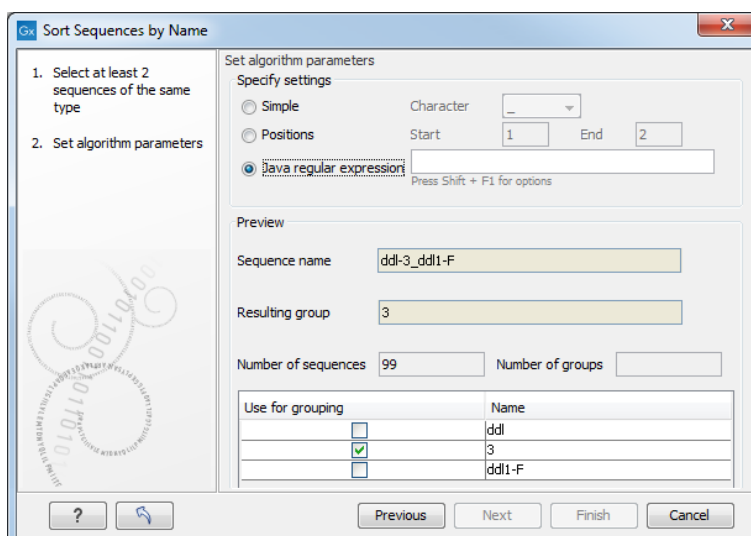 Gx Sort Sequences by Name
1. Select at least 2
sequences of the same
type
2. Set algorithm parameters
Set algorithm parameters
Specify settings
Simple Character _
Positions Start 1 End 2
Java regular expression
Press Shift + F1 for options
Preview
Sequence name ddl-3_ddl1-F
Resulting group 3
Number of sequences 99 Number of groups
Use for grouping Name
ddl
3
ddl1-F
? Previous Next Finish Cancel